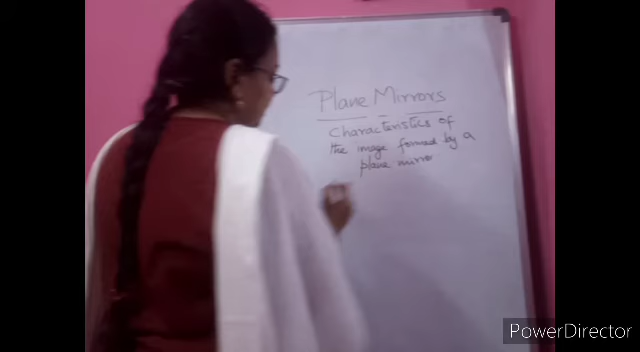 Plane Mirrors
Characteristics of
the image formed by a
plane mirror
PowerDirector